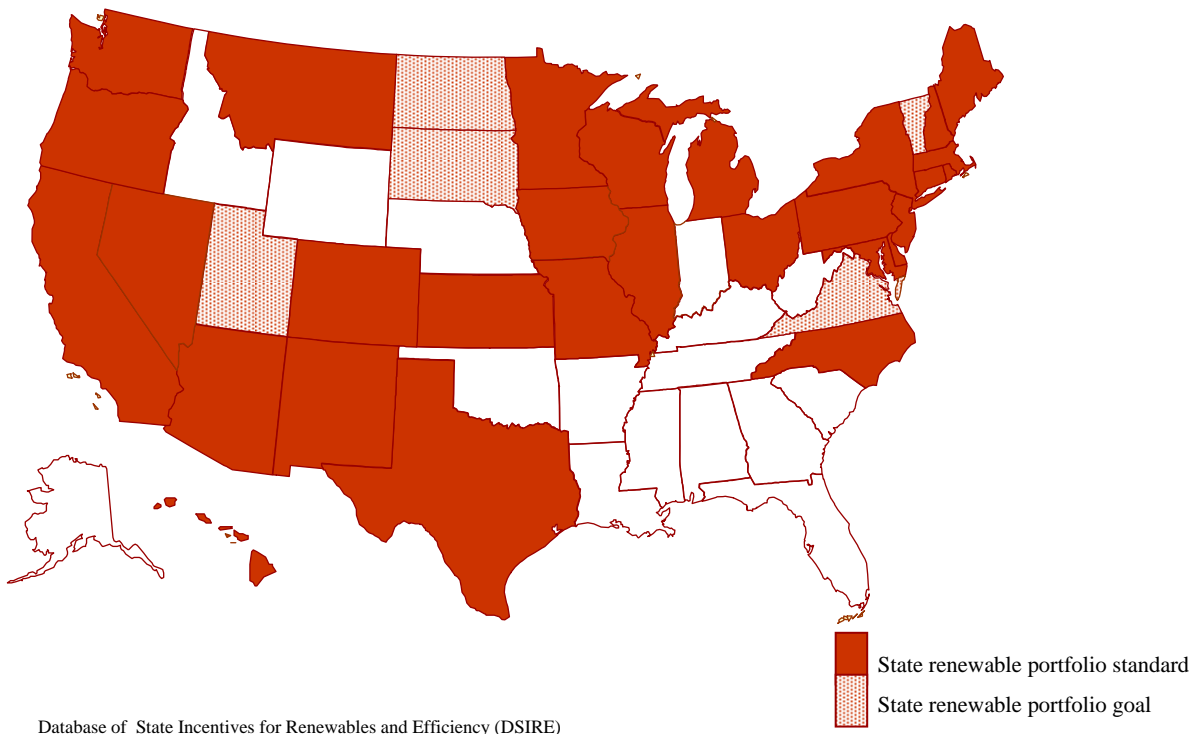 State renewable portfolio standard
State renewable portfolio goal
Database of State Incentives for Renewables and Efficiency (DSIRE)